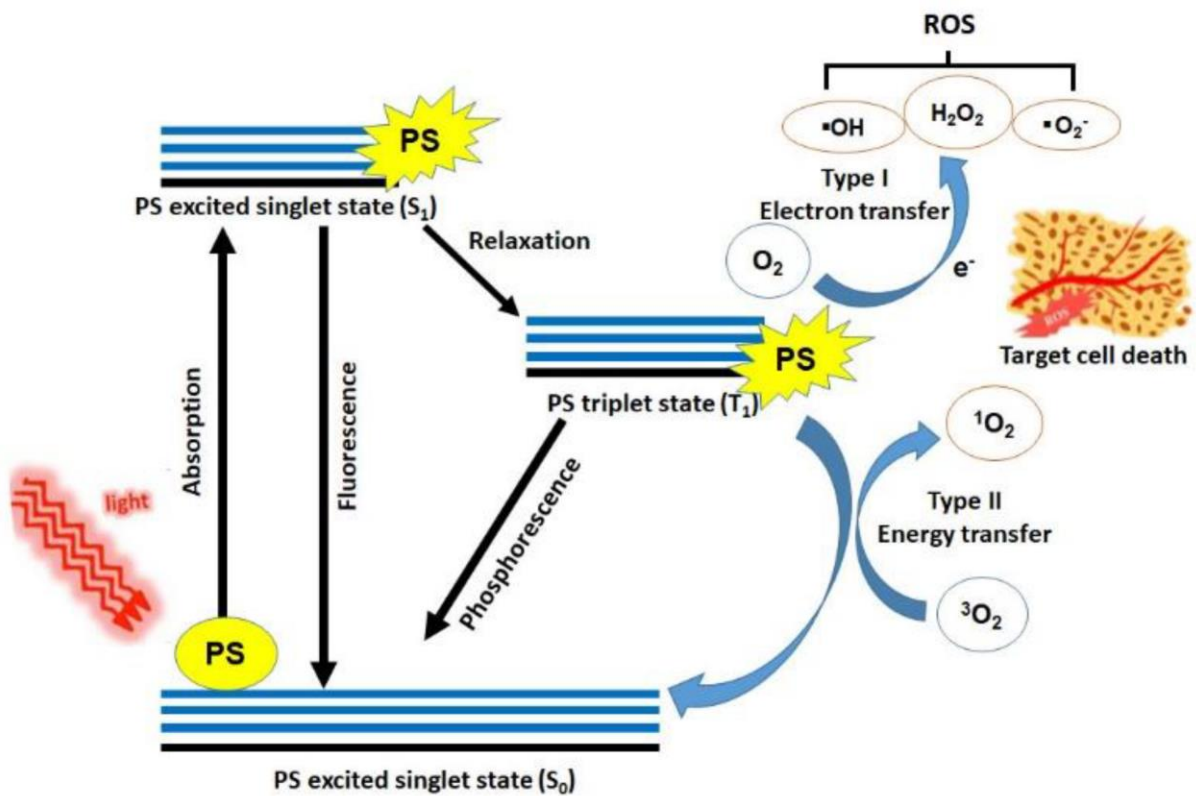 ROS
▪OH
H₂O₂
▪O₂⁻
PS
PS excited singlet state (S₁)
Type I
Electron transfer
Relaxation
O₂
e⁻
ROS
Target cell death
PS
PS triplet state (T₁)
Absorption
Fluorescence
Phosphorescence
¹O₂
light
Type II
Energy transfer
³O₂
PS
PS excited singlet state (S₀)